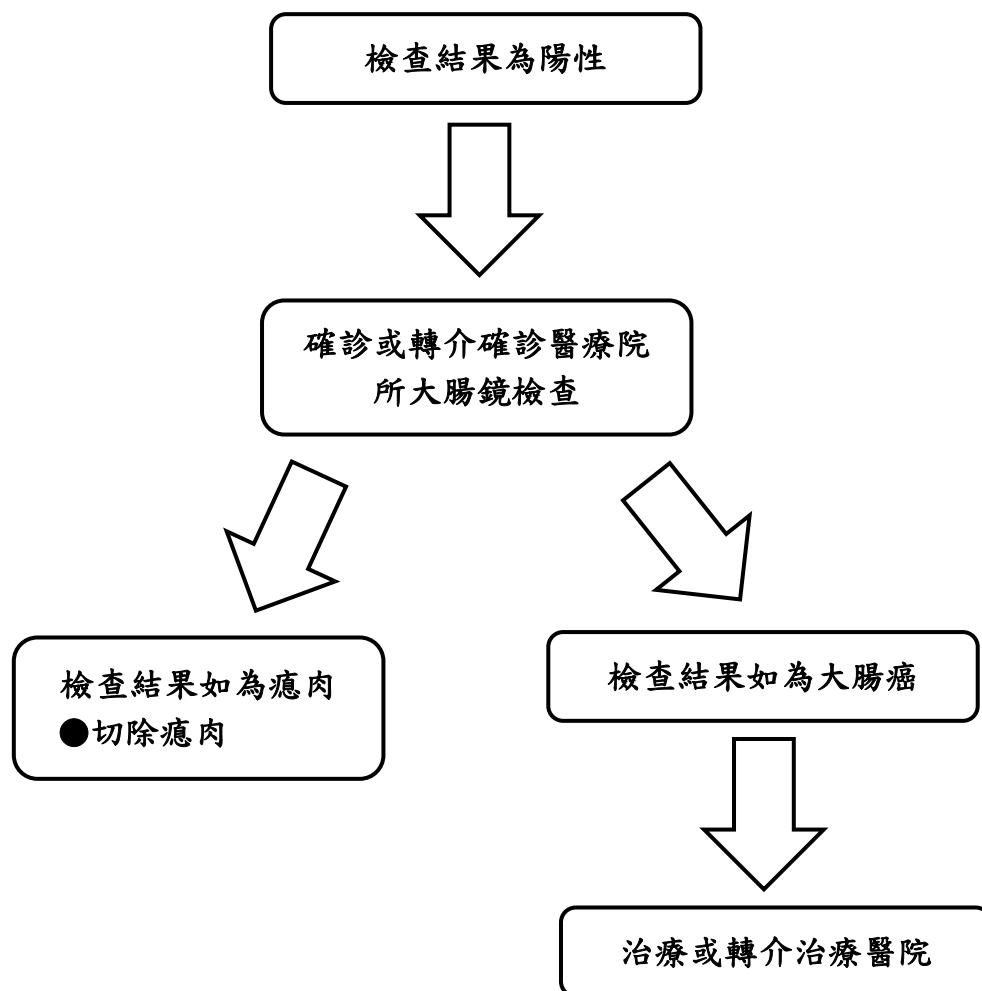 檢查結果為陽性
確診或轉介確診醫療院
所大腸鏡檢查
檢查結果如為瘜肉
●切除瘜肉
檢查結果如為大腸癌
治療或轉介治療醫院